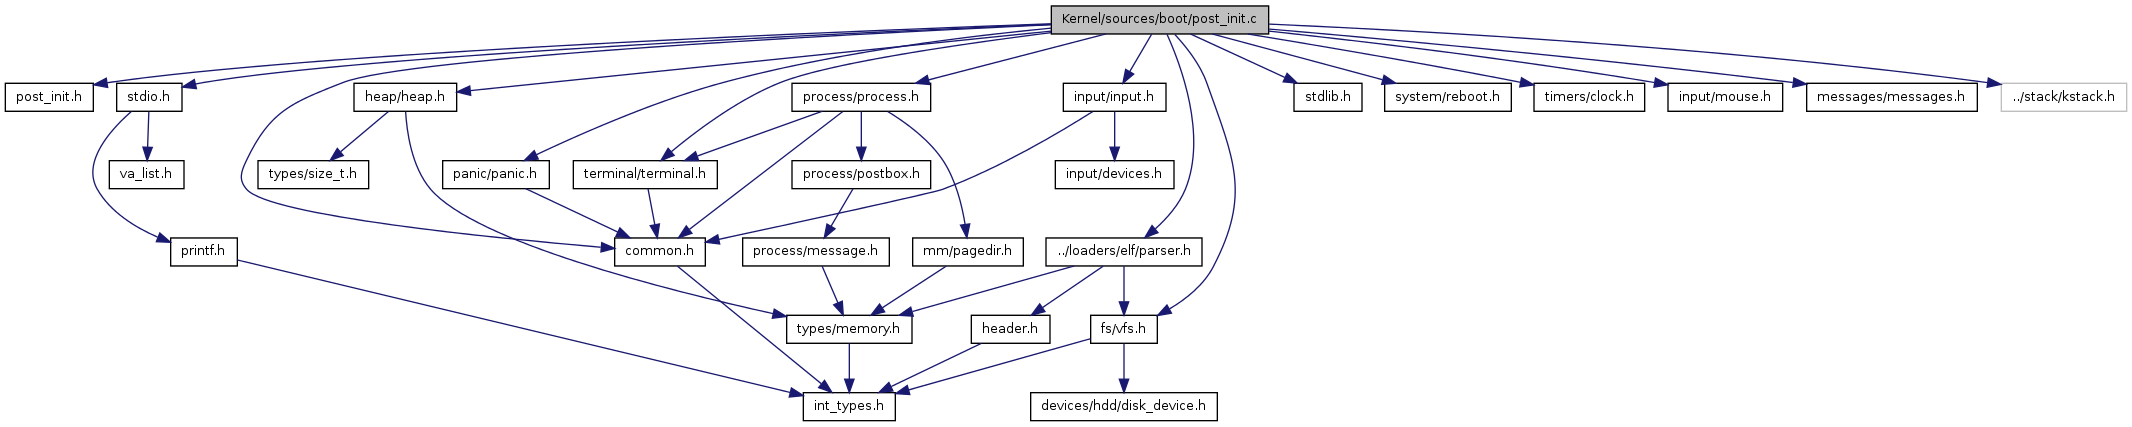 Kernel/sources/boot/post_init.c
post_init.h
stdio.h
heap/heap.h
process/process.h
input/input.h
stdlib.h
system/reboot.h
timers/clock.h
input/mouse.h
messages/messages.h
../stack/kstack.h
va_list.h
types/size_t.h
panic/panic.h
terminal/terminal.h
process/postbox.h
input/devices.h
printf.h
common.h
process/message.h
mm/pagedir.h
../loaders/elf/parser.h
types/memory.h
header.h
fs/vfs.h
int_types.h
devices/hdd/disk_device.h